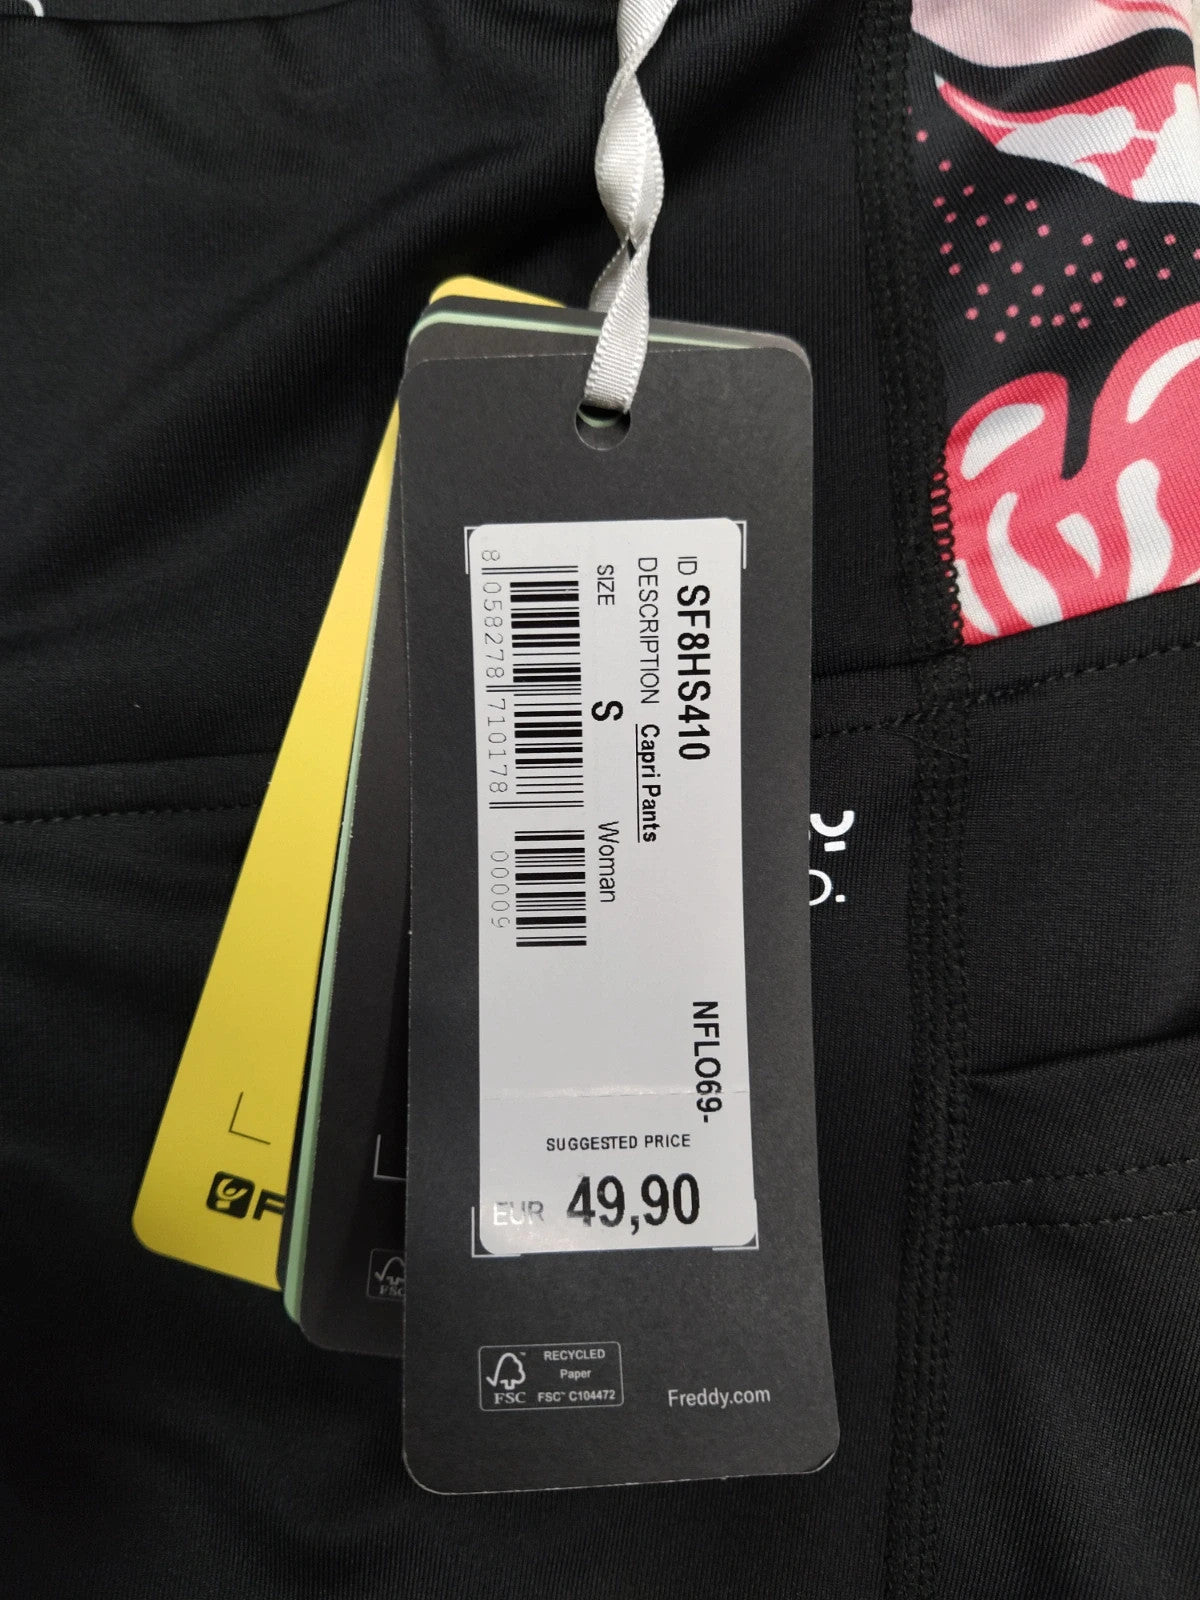 ID SF8HS410
DESCRIPTION Capri Pants
SIZE S Woman
8 058278 710178
00009
NFLO69-
SUGGESTED PRICE
EUR 49,90
RECYCLED
Paper
FSC™ C104472
FSC
Freddy.com
F
FSC